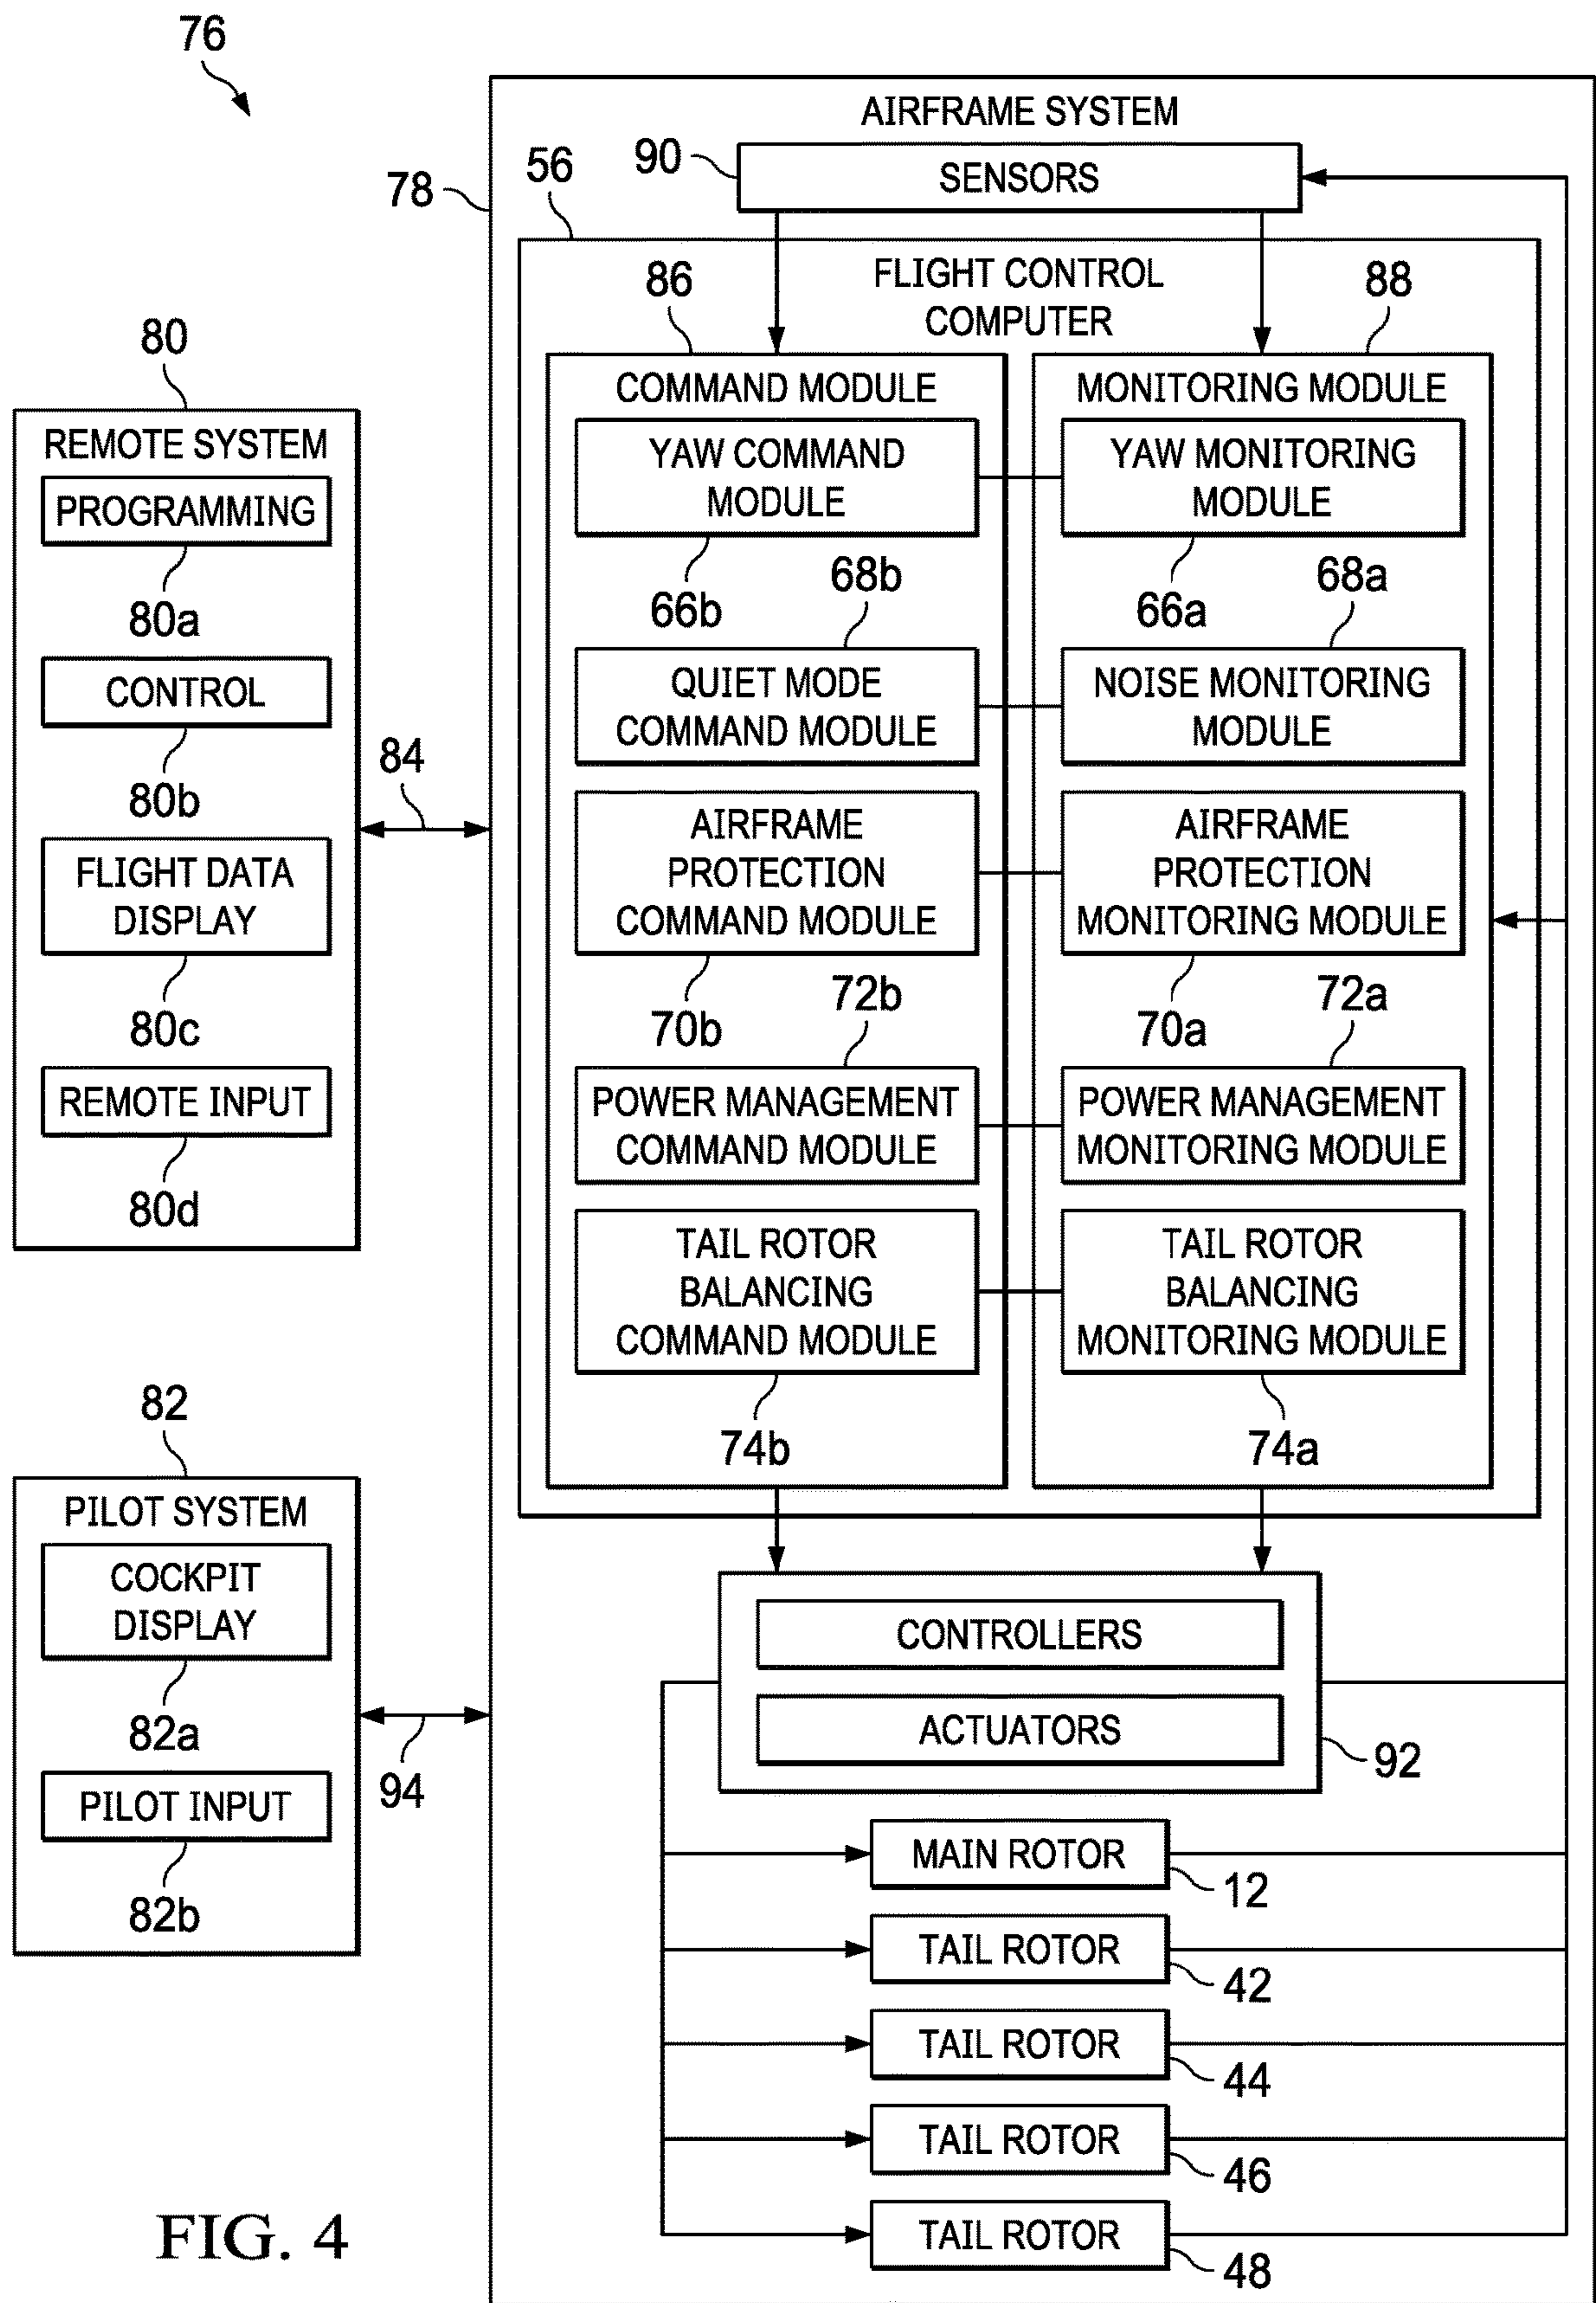 76
AIRFRAME SYSTEM
90
SENSORS
56
78
FLIGHT CONTROL
COMPUTER
86
88
COMMAND MODULE
MONITORING MODULE
YAW COMMAND
MODULE
YAW MONITORING
MODULE
66b
66a
68b
68a
QUIET MODE
COMMAND MODULE
NOISE MONITORING
MODULE
AIRFRAME
PROTECTION
COMMAND MODULE
AIRFRAME
PROTECTION
MONITORING MODULE
70b
70a
72b
72a
POWER MANAGEMENT
COMMAND MODULE
POWER MANAGEMENT
MONITORING MODULE
TAIL ROTOR
BALANCING
COMMAND MODULE
TAIL ROTOR
BALANCING
MONITORING MODULE
74b
74a
80
REMOTE SYSTEM
PROGRAMMING
80a
CONTROL
80b
FLIGHT DATA
DISPLAY
80c
REMOTE INPUT
80d
84
82
PILOT SYSTEM
COCKPIT
DISPLAY
82a
PILOT INPUT
82b
94
CONTROLLERS
ACTUATORS
92
MAIN ROTOR
12
TAIL ROTOR
42
TAIL ROTOR
44
TAIL ROTOR
46
TAIL ROTOR
48
FIG. 4